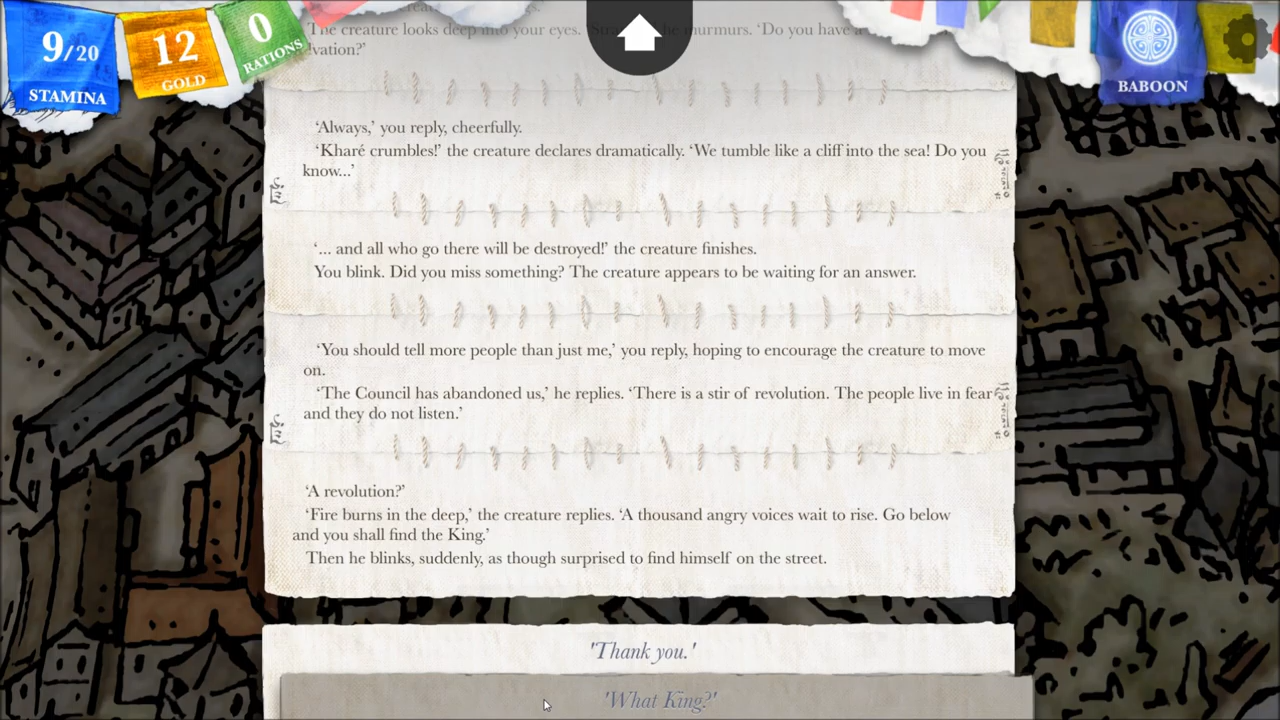 9/20
STAMINA
12
GOLD
0
RATIONS
BABOON
The creature looks deep into your eyes. murmurs. 'Do you have a
!vation?'
'Always,' you reply, cheerfully.
'Kharé crumbles!' the creature declares dramatically. 'We tumble like a cliff into the sea! Do you
know...'
'... and all who go there will be destroyed!' the creature finishes.
You blink. Did you miss something? The creature appears to be waiting for an answer.
'You should tell more people than just me,' you reply, hoping to encourage the creature to move
on.
'The Council has abandoned us,' he replies. 'There is a stir of revolution. The people live in fear
and they do not listen.'
'A revolution?'
'Fire burns in the deep,' the creature replies. 'A thousand angry voices wait to rise. Go below
and you shall find the King.'
Then he blinks, suddenly, as though surprised to find himself on the street.
'Thank you.'
'What King?'